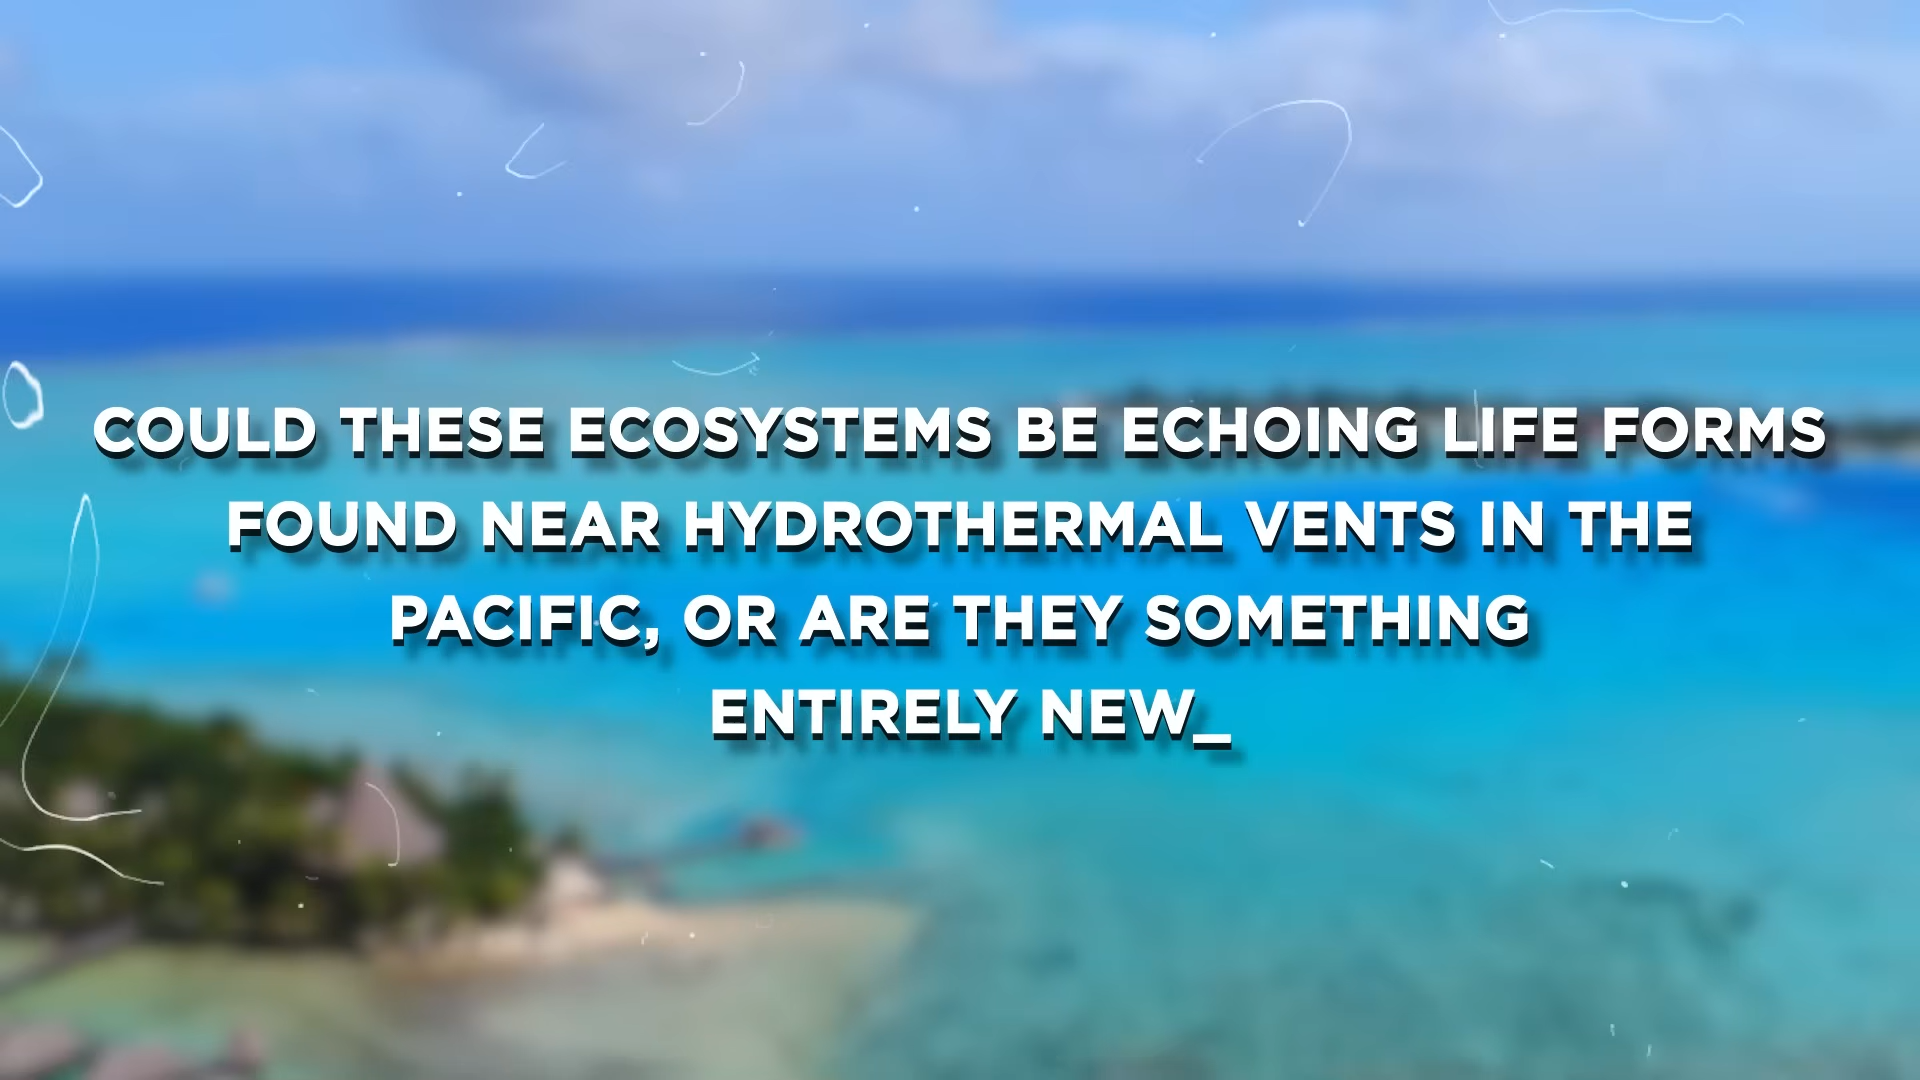 COULD THESE ECOSYSTEMS BE ECHOING LIFE FORMS
FOUND NEAR HYDROTHERMAL VENTS IN THE
PACIFIC, OR ARE THEY SOMETHING
ENTIRELY NEW_